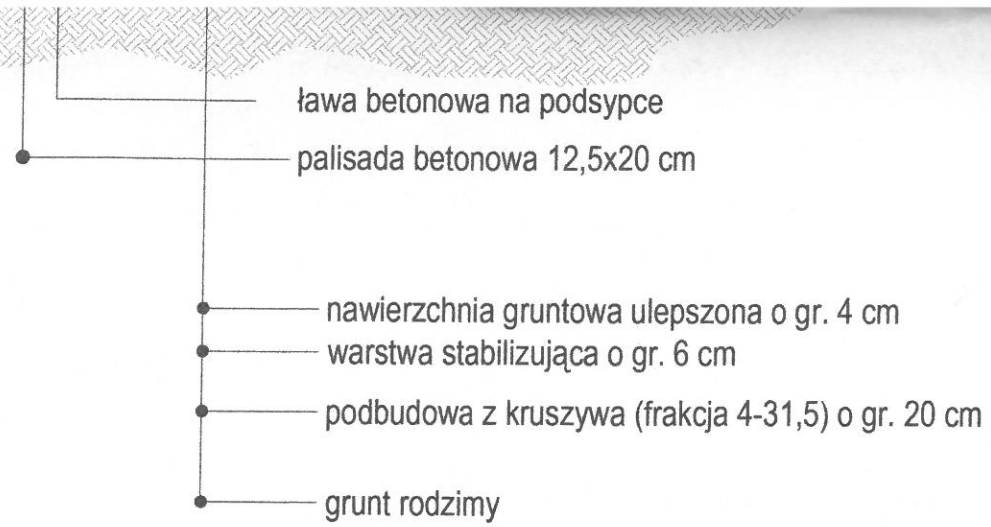 ława betonowa na podsypce
palisada betonowa 12,5x20 cm
nawierzchnia gruntowa ulepszona o gr. 4 cm
warstwa stabilizująca o gr. 6 cm
podbudowa z kruszywa (frakcja 4-31,5) o gr. 20 cm
grunt rodzimy